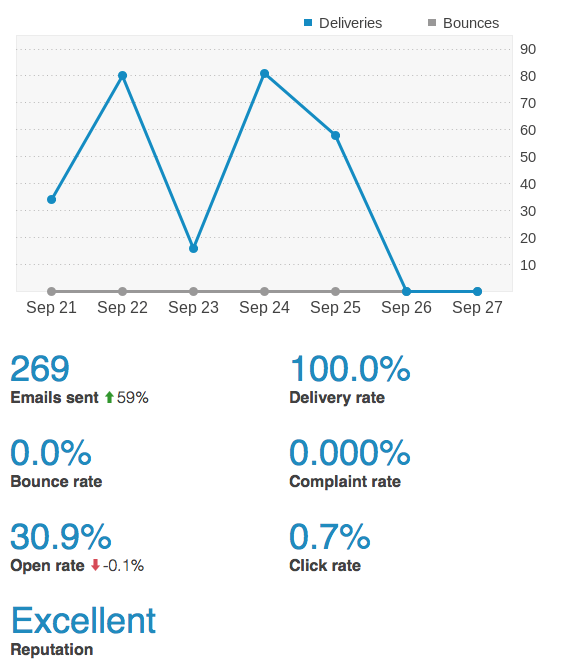 Deliveries Bounces
90
80
70
60
50
40
30
20
10
Sep 21 Sep 22 Sep 23 Sep 24 Sep 25 Sep 26 Sep 27
269 100.0%
Emails sent 59% Delivery rate
0.0% 0.000%
Bounce rate Complaint rate
30.9% 0.7%
Open rate -0.1% Click rate
Excellent
Reputation